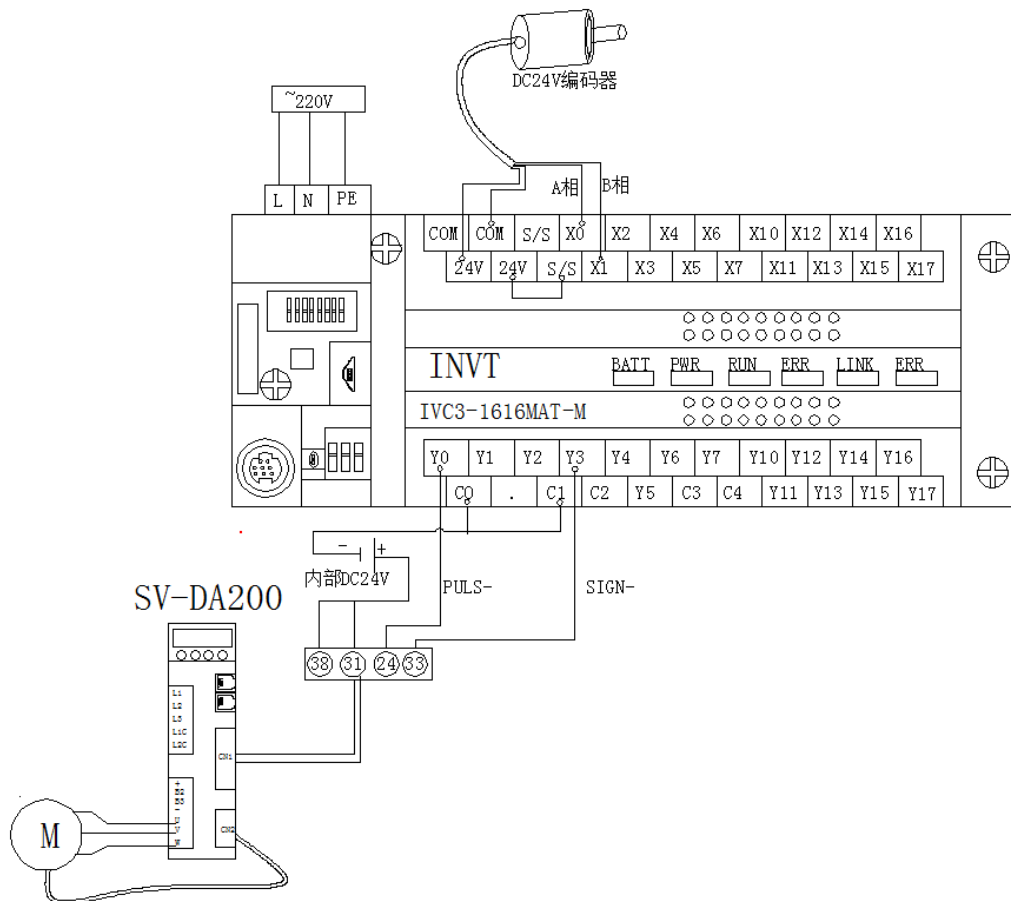 DC24V编码器
~220V
A相
B相
L N PE
COM COM S/S X0 X2 X4 X6 X10 X12 X14 X16
24V 24V S/S X1 X3 X5 X7 X11 X13 X15 X17
INVT
BATT PWR RUN ERR LINK ERR
IVC3-1616MAT-M
Y0 Y1 Y2 Y3 Y4 Y6 Y7 Y10 Y12 Y14 Y16
C0 . C1 C2 Y5 C3 C4 Y11 Y13 Y15 Y17
- +
内部DC24V
PULS-
SIGN-
SV-DA200
38 31 24 33
L1
L2
L3
L1C
L2C
CN1
+
B2
B3
-
U
V
W
CN2
M